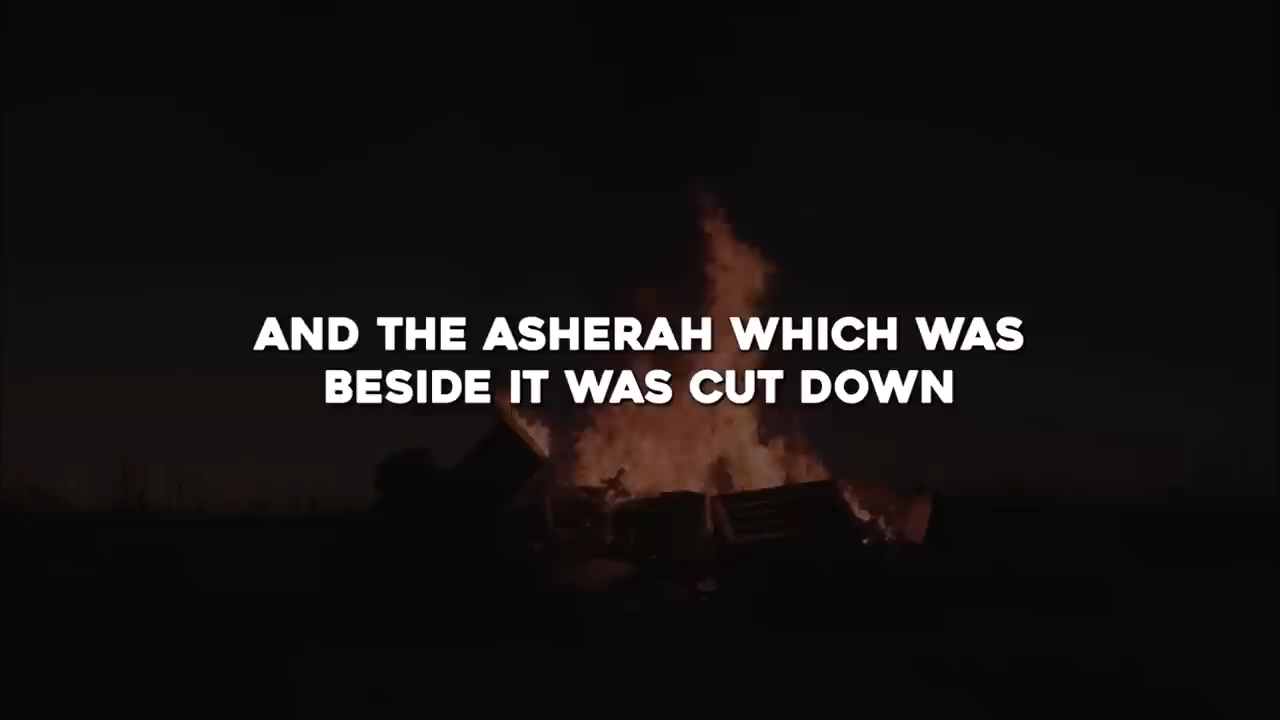 AND THE ASHERAH WHICH WAS
BESIDE IT WAS CUT DOWN